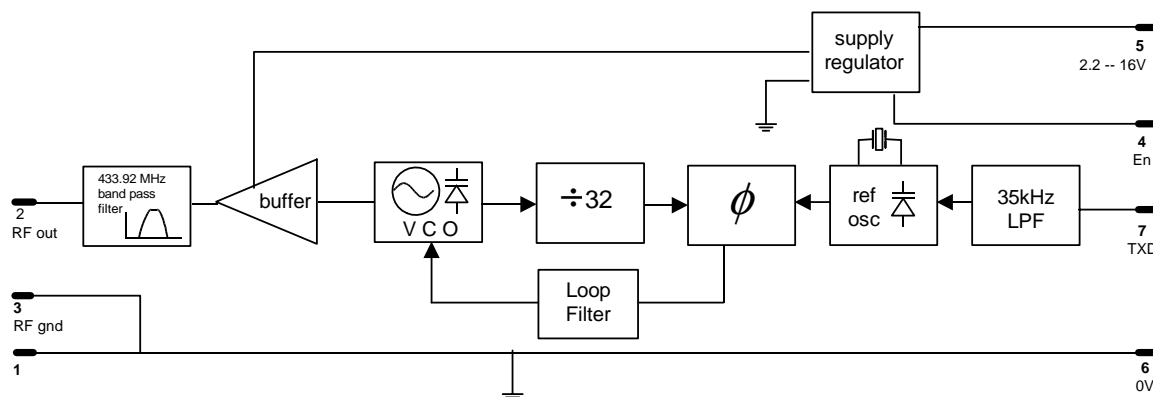 supply
regulator
5
2.2 -- 16V
4
En
433.92 MHz
band pass
filter
buffer
V C O
÷32
ϕ
ref
osc
35kHz
LPF
2
RF out
7
TXD
Loop
Filter
3
RF gnd
1
6
0V